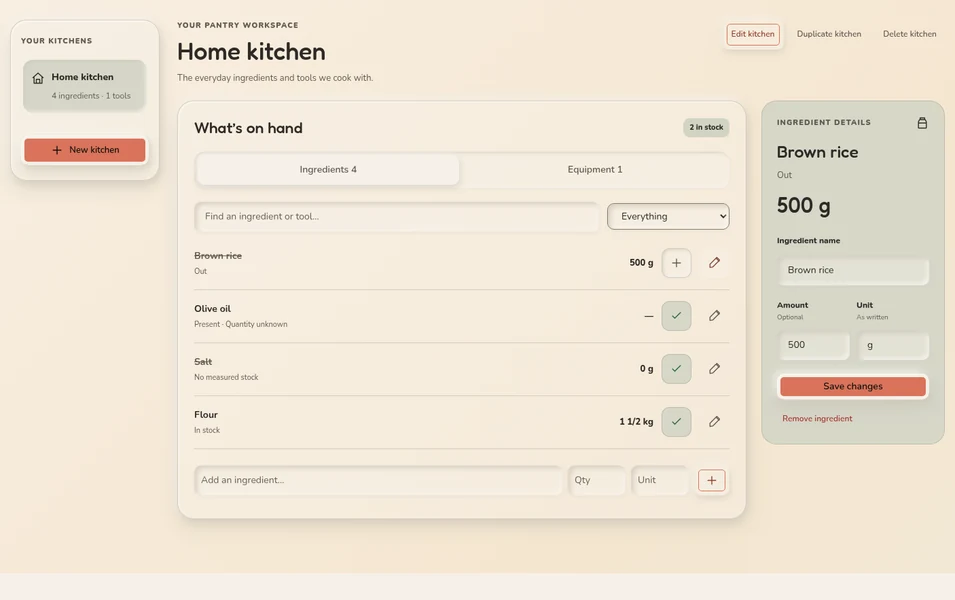 YOUR KITCHENS
Home kitchen
4 ingredients · 1 tools
New kitchen
YOUR PANTRY WORKSPACE
Home kitchen
The everyday ingredients and tools we cook with.
Edit kitchen
Duplicate kitchen
Delete kitchen
What's on hand
2 in stock
Ingredients 4
Equipment 1
Find an ingredient or tool...
Everything
Brown rice
Out
500 g
Olive oil
Present · Quantity unknown
—
Salt
No measured stock
0 g
Flour
In stock
1 1/2 kg
Add an ingredient...
Qty
Unit
INGREDIENT DETAILS
Brown rice
Out
500 g
Ingredient name
Brown rice
Amount
Optional
Unit
As written
500
g
Save changes
Remove ingredient